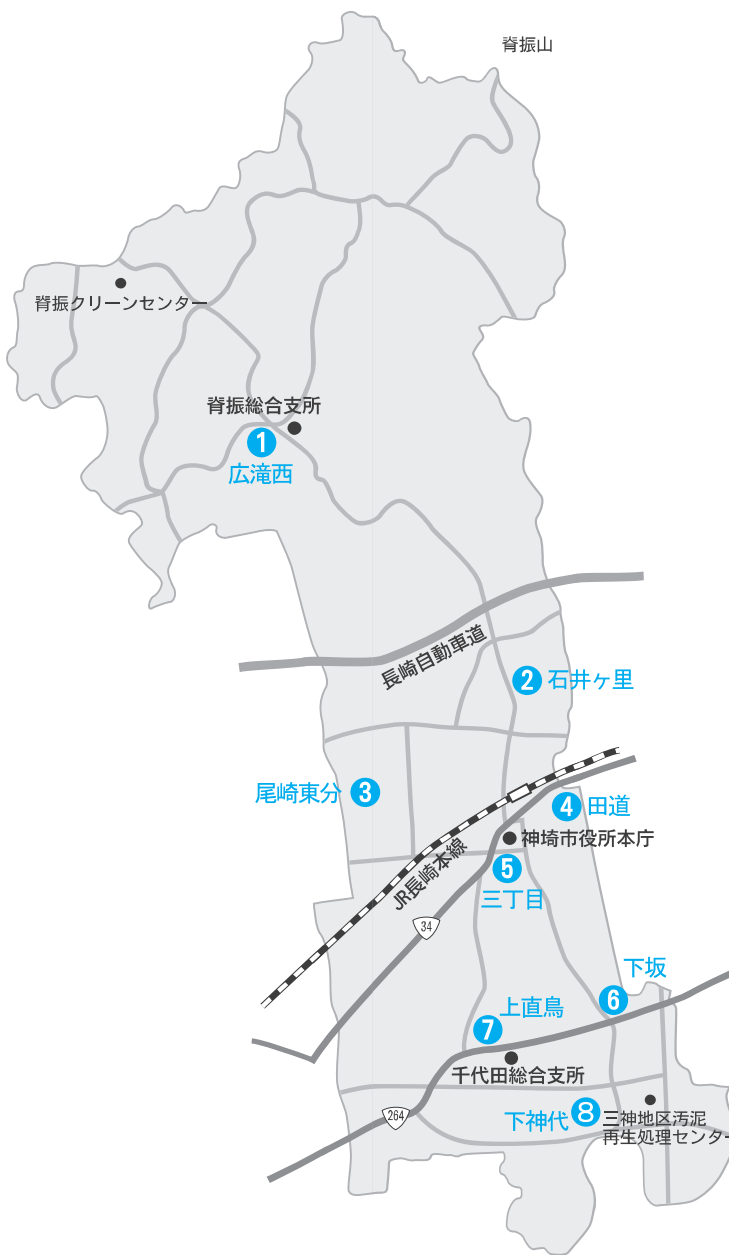 脊振山
脊振クリーンセンター
脊振総合支所
1
広滝西
長崎自動車道
2 石井ヶ里
尾崎東分 3
4 田道
神埼市役所本庁
JR長崎本線
5
三丁目
34
下坂
6
上直鳥
7
千代田総合支所
264
下神代 8
三神地区汚泥
再生処理センター